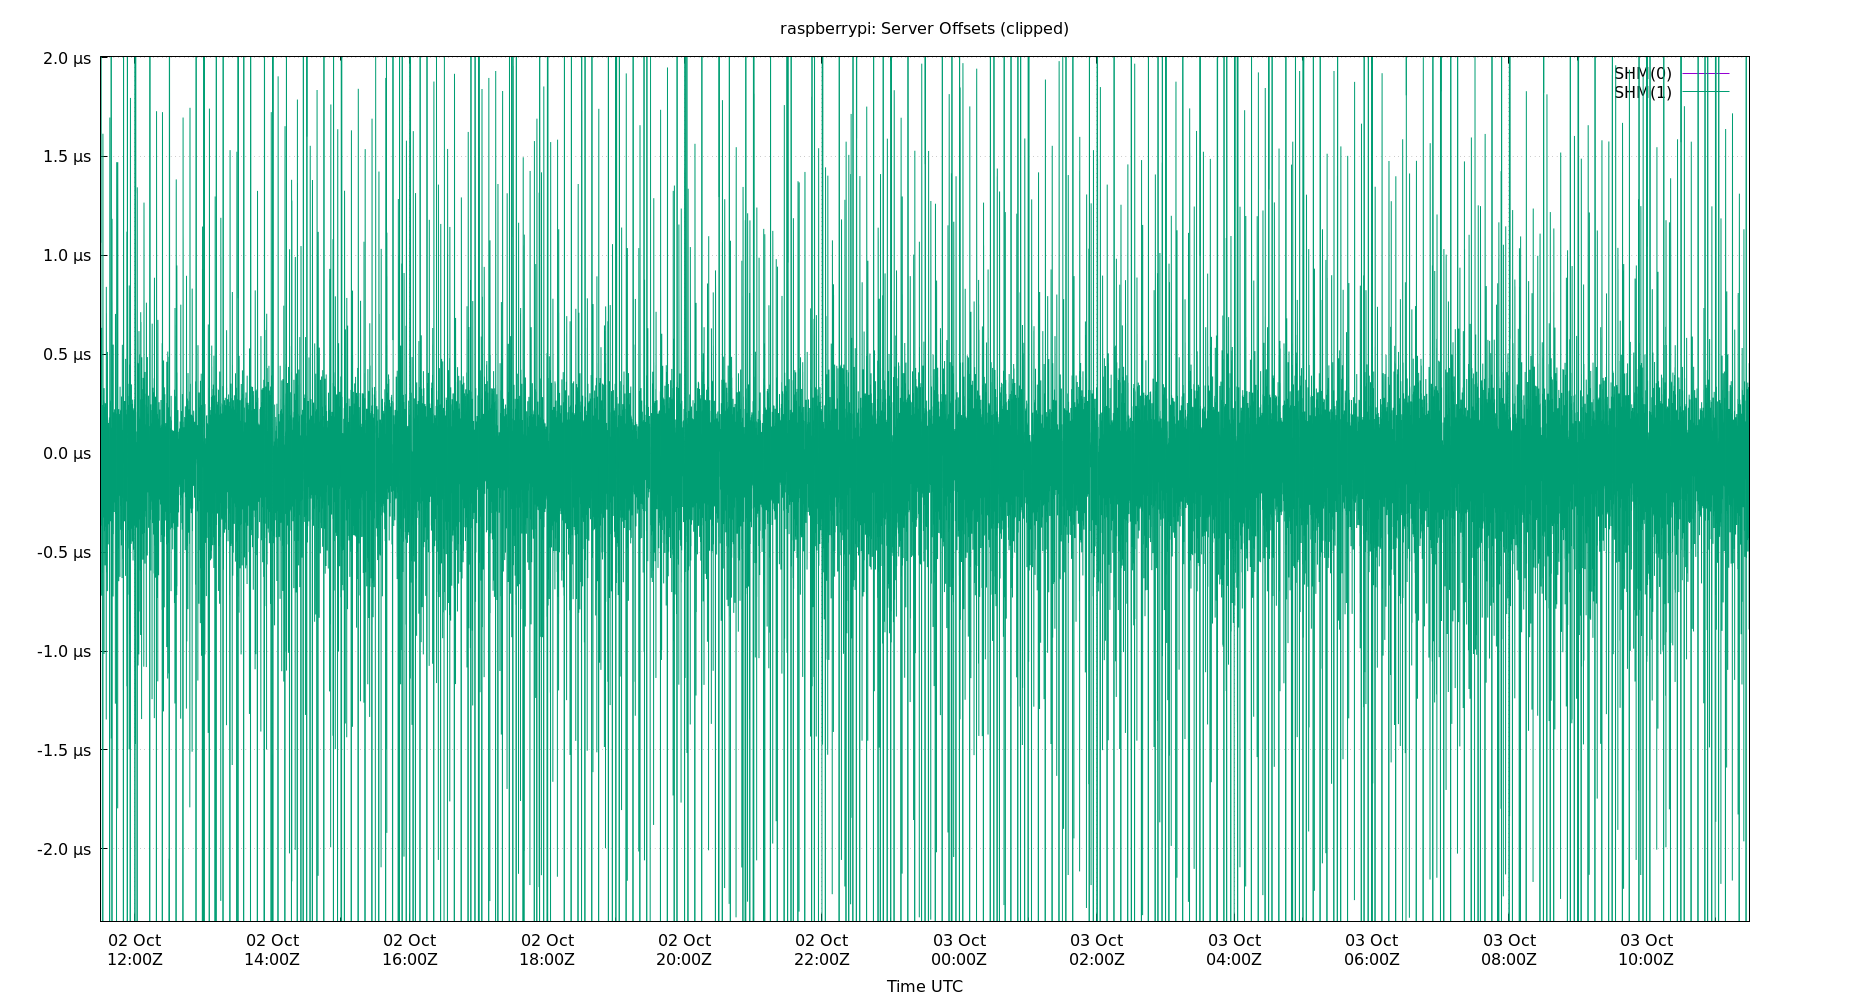 raspberrypi: Server Offsets (clipped)
2.0 µs
SHM(0)
SHM(1)
1.5 µs
1.0 µs
0.5 µs
0.0 µs
-0.5 µs
-1.0 µs
-1.5 µs
-2.0 µs
02 Oct 02 Oct 02 Oct 02 Oct 02 Oct 02 Oct 03 Oct 03 Oct 03 Oct 03 Oct 03 Oct 03 Oct
12:00Z 14:00Z 16:00Z 18:00Z 20:00Z 22:00Z 00:00Z 02:00Z 04:00Z 06:00Z 08:00Z 10:00Z
Time UTC